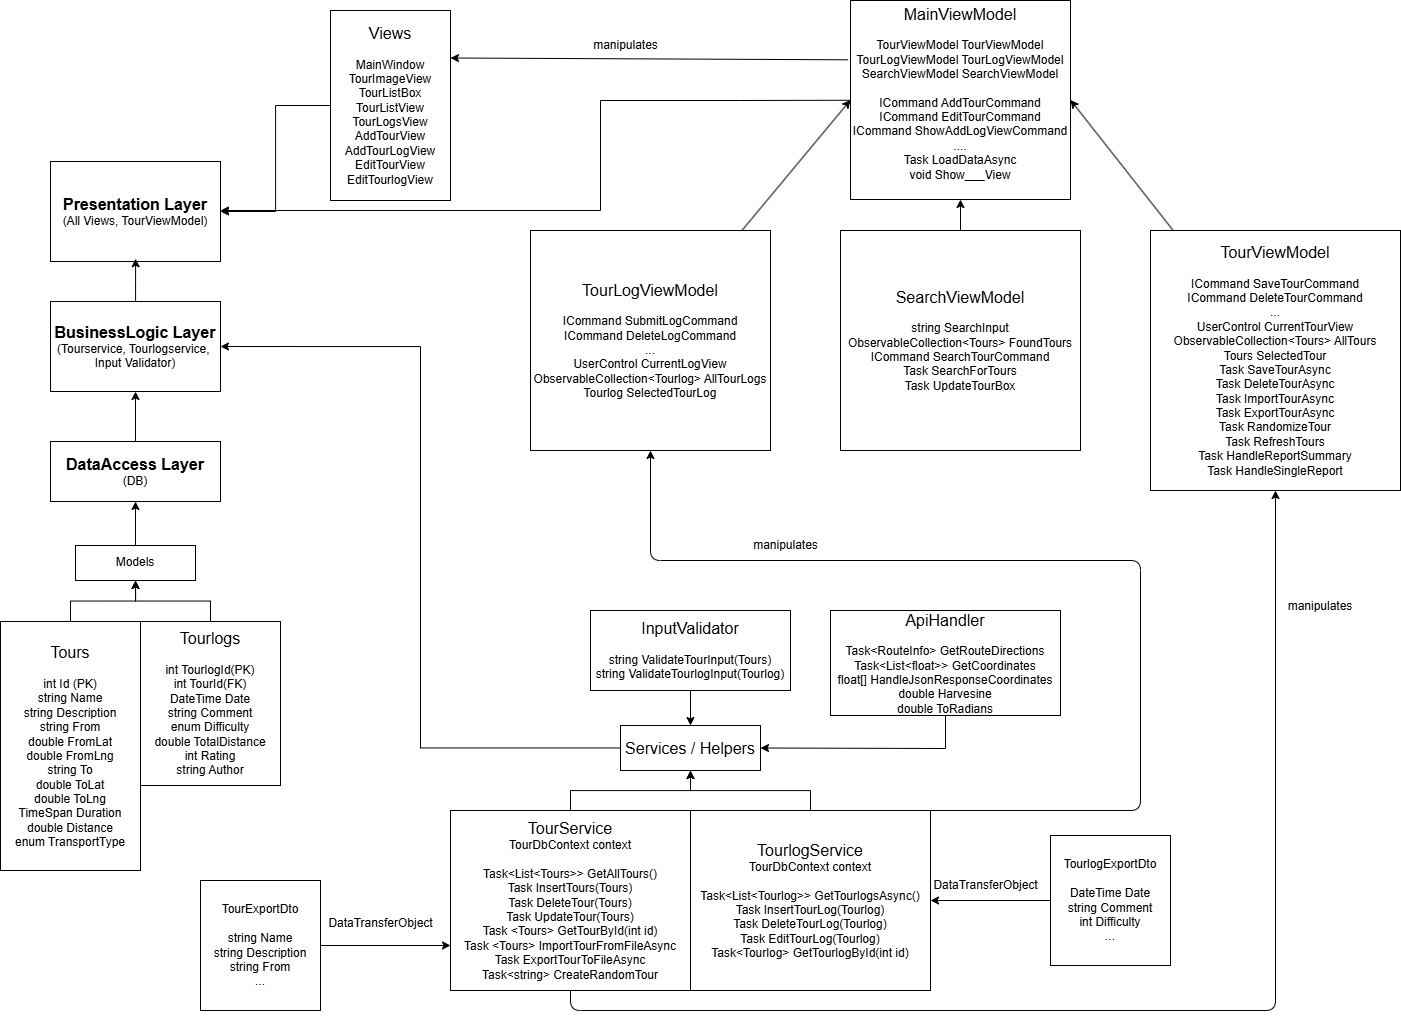 Views
MainWindow
TourImageView
TourListBox
TourListView
TourLogsView
AddTourView
AddTourLogView
EditTourView
EditTourlogView
manipulates
MainViewModel
TourViewModel TourViewModel
TourLogViewModel TourLogViewModel
SearchViewModel SearchViewModel
ICommand AddTourCommand
ICommand EditTourCommand
ICommand ShowAddLogViewCommand
....
Task LoadDataAsync
void Show___View
Presentation Layer
(All Views, TourViewModel)
BusinessLogic Layer
(Tourservice, Tourlogservice,
Input Validator)
DataAccess Layer
(DB)
Models
Tours
int Id (PK)
string Name
string Description
string From
double FromLat
double FromLng
string To
double ToLat
double ToLng
TimeSpan Duration
double Distance
enum TransportType
Tourlogs
int TourlogId(PK)
int TourId(FK)
DateTime Date
string Comment
enum Difficulty
double TotalDistance
int Rating
string Author
TourLogViewModel
ICommand SubmitLogCommand
ICommand DeleteLogCommand
...
UserControl CurrentLogView
ObservableCollection<Tourlog> AllTourLogs
Tourlog SelectedTourLog
SearchViewModel
string SearchInput
ObservableCollection<Tours> FoundTours
ICommand SearchTourCommand
Task SearchForTours
Task UpdateTourBox
TourViewModel
ICommand SaveTourCommand
ICommand DeleteTourCommand
...
UserControl CurrentTourView
ObservableCollection<Tours> AllTours
Tours SelectedTour
Task SaveTourAsync
Task DeleteTourAsync
Task ImportTourAsync
Task ExportTourAsync
Task RandomizeTour
Task RefreshTours
Task HandleReportSummary
Task HandleSingleReport
manipulates
manipulates
InputValidator
string ValidateTourInput(Tours)
string ValidateTourlogInput(Tourlog)
ApiHandler
Task<RouteInfo> GetRouteDirections
Task<List<float>> GetCoordinates
float[] HandleJsonResponseCoordinates
double Harvesine
double ToRadians
Services / Helpers
TourService
TourDbContext context
Task<List<Tours>> GetAllTours()
Task InsertTours(Tours)
Task DeleteTour(Tours)
Task UpdateTour(Tours)
Task <Tours> GetTourById(int id)
Task <Tours> ImportTourFromFileAsync
Task ExportTourToFileAsync
Task<string> CreateRandomTour
TourlogService
TourDbContext context
Task<List<Tourlog>> GetTourlogsAsync()
Task InsertTourLog(Tourlog)
Task DeleteTourLog(Tourlog)
Task EditTourLog(Tourlog)
Task<Tourlog> GetTourlogById(int id)
TourExportDto
string Name
string Description
string From
...
DataTransferObject
DataTransferObject
TourlogExportDto
DateTime Date
string Comment
int Difficulty
...